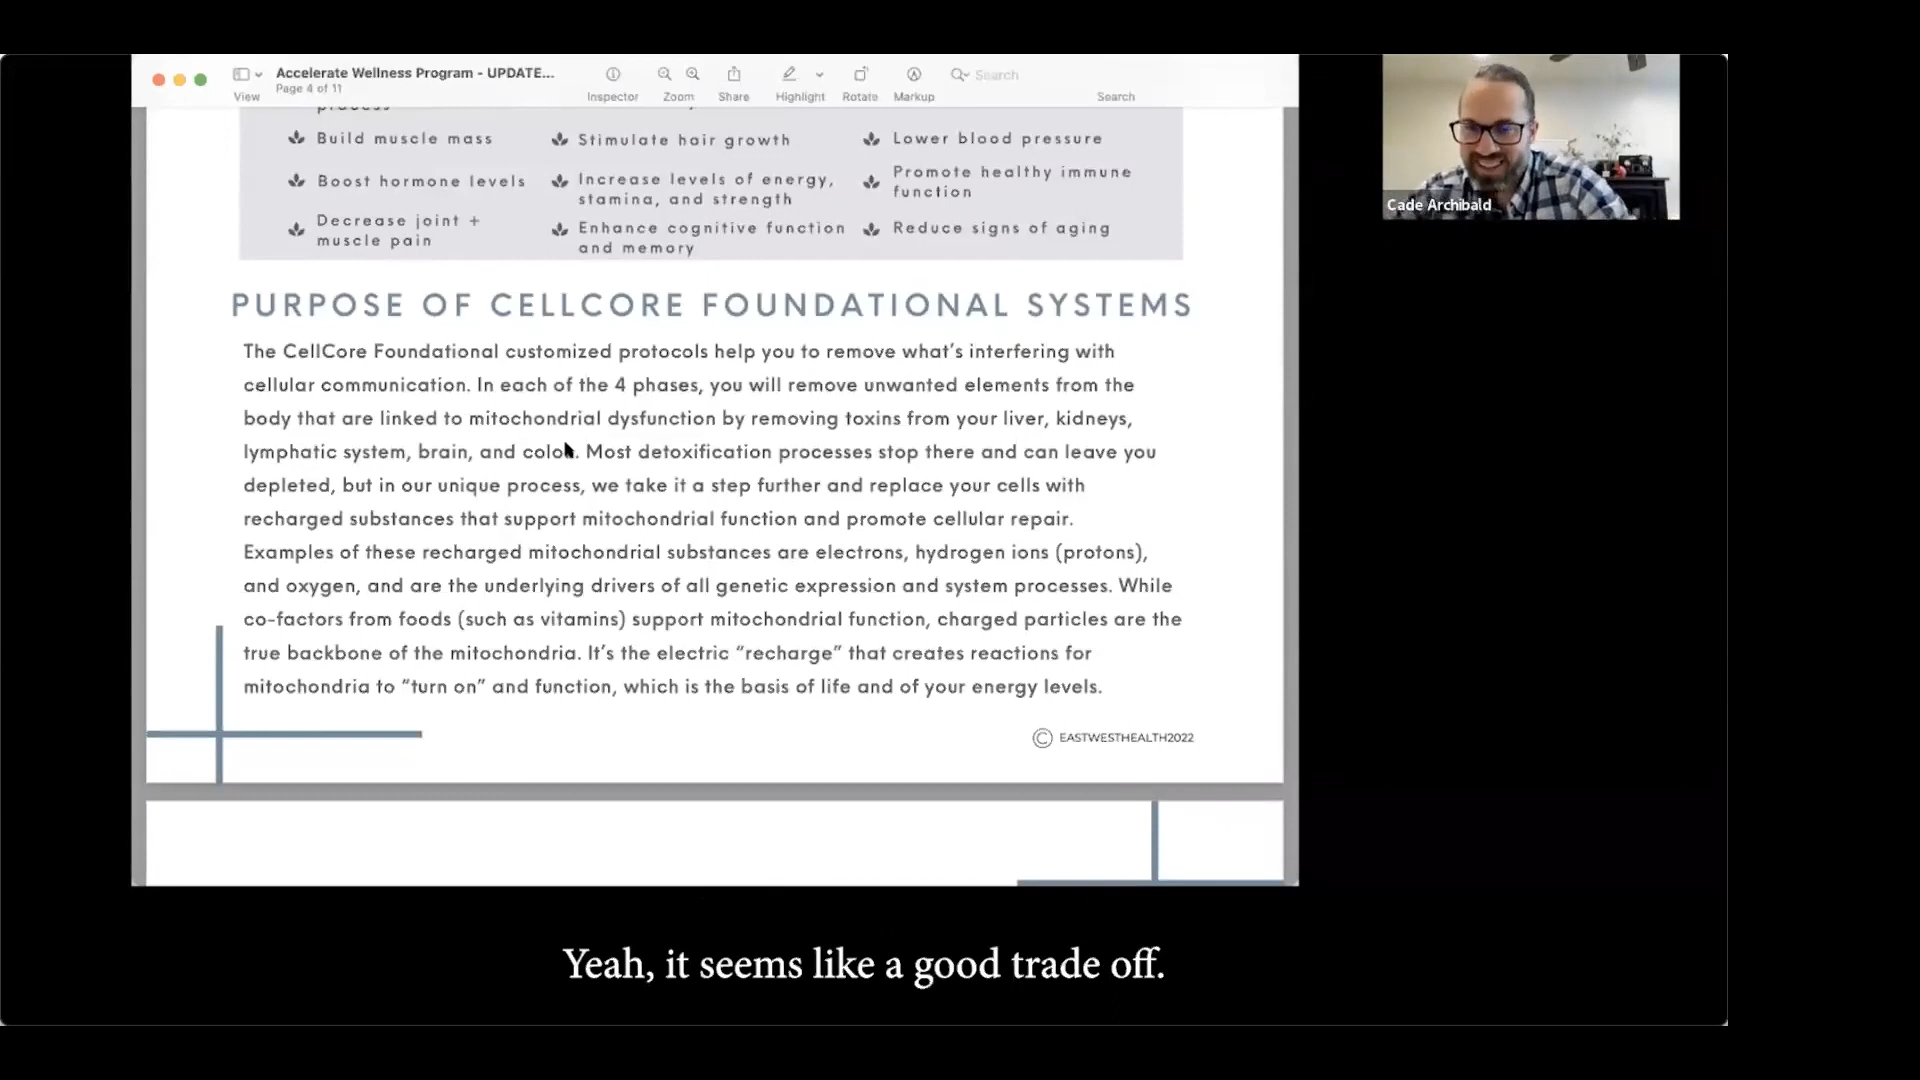 Accelerate Wellness Program - UPDATE...
Page 4 of 11
View
Inspector
Zoom
Share
Highlight
Rotate
Markup
Search
Search
process
Build muscle mass
Stimulate hair growth
Lower blood pressure
Boost hormone levels
Increase levels of energy,
stamina, and strength
Promote healthy immune
function
Decrease joint +
muscle pain
Enhance cognitive function
and memory
Reduce signs of aging
PURPOSE OF CELLCORE FOUNDATIONAL SYSTEMS
The CellCore Foundational customized protocols help you to remove what's interfering with
cellular communication. In each of the 4 phases, you will remove unwanted elements from the
body that are linked to mitochondrial dysfunction by removing toxins from your liver, kidneys,
lymphatic system, brain, and colon. Most detoxification processes stop there and can leave you
depleted, but in our unique process, we take it a step further and replace your cells with
recharged substances that support mitochondrial function and promote cellular repair.
Examples of these recharged mitochondrial substances are electrons, hydrogen ions (protons),
and oxygen, and are the underlying drivers of all genetic expression and system processes. While
co-factors from foods (such as vitamins) support mitochondrial function, charged particles are the
true backbone of the mitochondria. It's the electric “recharge” that creates reactions for
mitochondria to “turn on” and function, which is the basis of life and of your energy levels.
© EASTWESTHEALTH2022
Cade Archibald
Yeah, it seems like a good trade off.